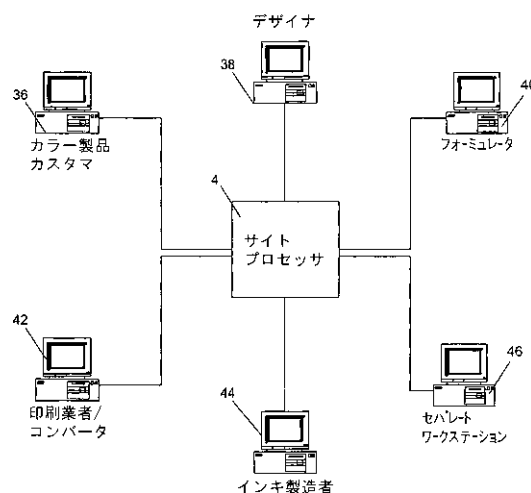 デザイナ
38
36
40
カラー製品
カスタマ
フォーミュレータ
4
サイト
プロセッサ
42
44
46
印刷業者/
コンバータ
セパレート
ワークステーション
インキ製造者